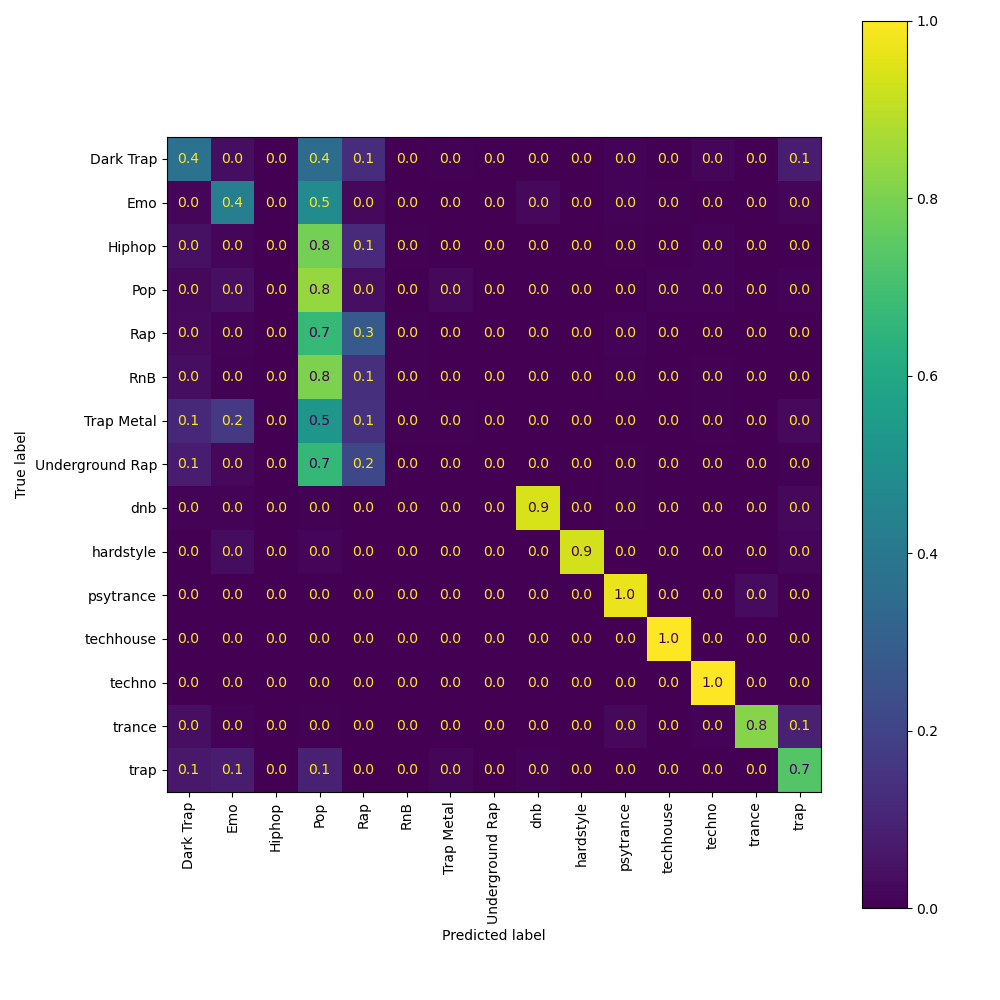 1.0
Dark Trap 0.4 0.0 0.0 0.4 0.1 0.0 0.0 0.0 0.0 0.0 0.0 0.0 0.0 0.0 0.1
Emo 0.0 0.4 0.0 0.5 0.0 0.0 0.0 0.0 0.0 0.0 0.0 0.0 0.0 0.0 0.0
0.8
Hiphop 0.0 0.0 0.0 0.8 0.1 0.0 0.0 0.0 0.0 0.0 0.0 0.0 0.0 0.0 0.0
Pop 0.0 0.0 0.0 0.8 0.0 0.0 0.0 0.0 0.0 0.0 0.0 0.0 0.0 0.0 0.0
Rap 0.0 0.0 0.0 0.7 0.3 0.0 0.0 0.0 0.0 0.0 0.0 0.0 0.0 0.0 0.0
RnB 0.0 0.0 0.0 0.8 0.1 0.0 0.0 0.0 0.0 0.0 0.0 0.0 0.0 0.0 0.0
0.6
Trap Metal 0.1 0.2 0.0 0.5 0.1 0.0 0.0 0.0 0.0 0.0 0.0 0.0 0.0 0.0 0.0
True label
Underground Rap 0.1 0.0 0.0 0.7 0.2 0.0 0.0 0.0 0.0 0.0 0.0 0.0 0.0 0.0 0.0
dnb 0.0 0.0 0.0 0.0 0.0 0.0 0.0 0.0 0.9 0.0 0.0 0.0 0.0 0.0 0.0
hardstyle 0.0 0.0 0.0 0.0 0.0 0.0 0.0 0.0 0.0 0.9 0.0 0.0 0.0 0.0 0.0
0.4
psytrance 0.0 0.0 0.0 0.0 0.0 0.0 0.0 0.0 0.0 0.0 1.0 0.0 0.0 0.0 0.0
techhouse 0.0 0.0 0.0 0.0 0.0 0.0 0.0 0.0 0.0 0.0 0.0 1.0 0.0 0.0 0.0
techno 0.0 0.0 0.0 0.0 0.0 0.0 0.0 0.0 0.0 0.0 0.0 0.0 1.0 0.0 0.0
trance 0.0 0.0 0.0 0.0 0.0 0.0 0.0 0.0 0.0 0.0 0.0 0.0 0.0 0.8 0.1
0.2
trap 0.1 0.1 0.0 0.1 0.0 0.0 0.0 0.0 0.0 0.0 0.0 0.0 0.0 0.0 0.7
Dark Trap
Emo
Hiphop
Pop
Rap
RnB
Trap Metal
Underground Rap
dnb
hardstyle
psytrance
techhouse
techno
trance
trap
0.0
Predicted label